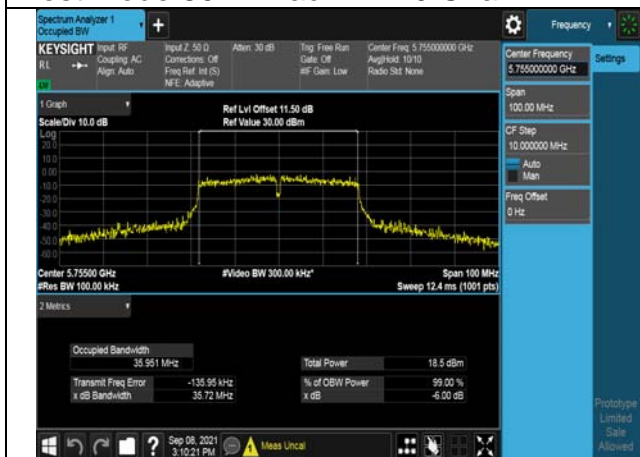 Spectrum Analyzer 1
Occupied BW
Frequency
KEYSIGHT
RL
Input: RF
Coupling: AC
Align: Auto
Input Z: 50 Ω
Corrections: Off
Freq Ref: Int (S)
NFE: Adaptive
Atten: 30 dB
Trig: Free Run
Gate: Off
#IF Gain: Low
Center Freq: 5.755000000 GHz
Avg|Hold: 10/10
Radio Std: None
Center Frequency
5.755000000 GHz
Settings
Span
100.00 MHz
CF Step
10.000000 MHz
Auto
Man
Freq Offset
0 Hz
1 Graph
Scale/Div 10.0 dB
Ref Lvl Offset 11.50 dB
Ref Value 30.00 dBm
Log
20.0
10.0
0.00
-10.0
-20.0
-30.0
-40.0
-50.0
-60.0
Center 5.75500 GHz
#Res BW 100.00 kHz
#Video BW 300.00 kHz*
Span 100 MHz
Sweep 12.4 ms (1001 pts)
2 Metrics
Occupied Bandwidth
35.951 MHz
Total Power
18.5 dBm
Transmit Freq Error
-135.95 kHz
% of OBW Power
99.00 %
x dB Bandwidth
35.72 MHz
x dB
-6.00 dB
Prototype
Limited
Sale
Allowed
Sep 08, 2021
3:10:21 PM
Meas Uncal